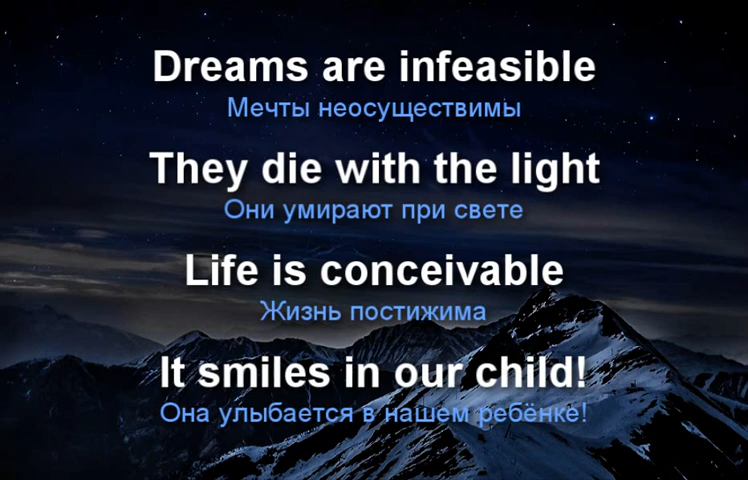 Dreams are infeasible
Мечты неосуществимы
They die with the light
Они умирают при свете
Life is conceivable
Жизнь постижима
It smiles in our child!
Она улыбается в нашем ребёнке!